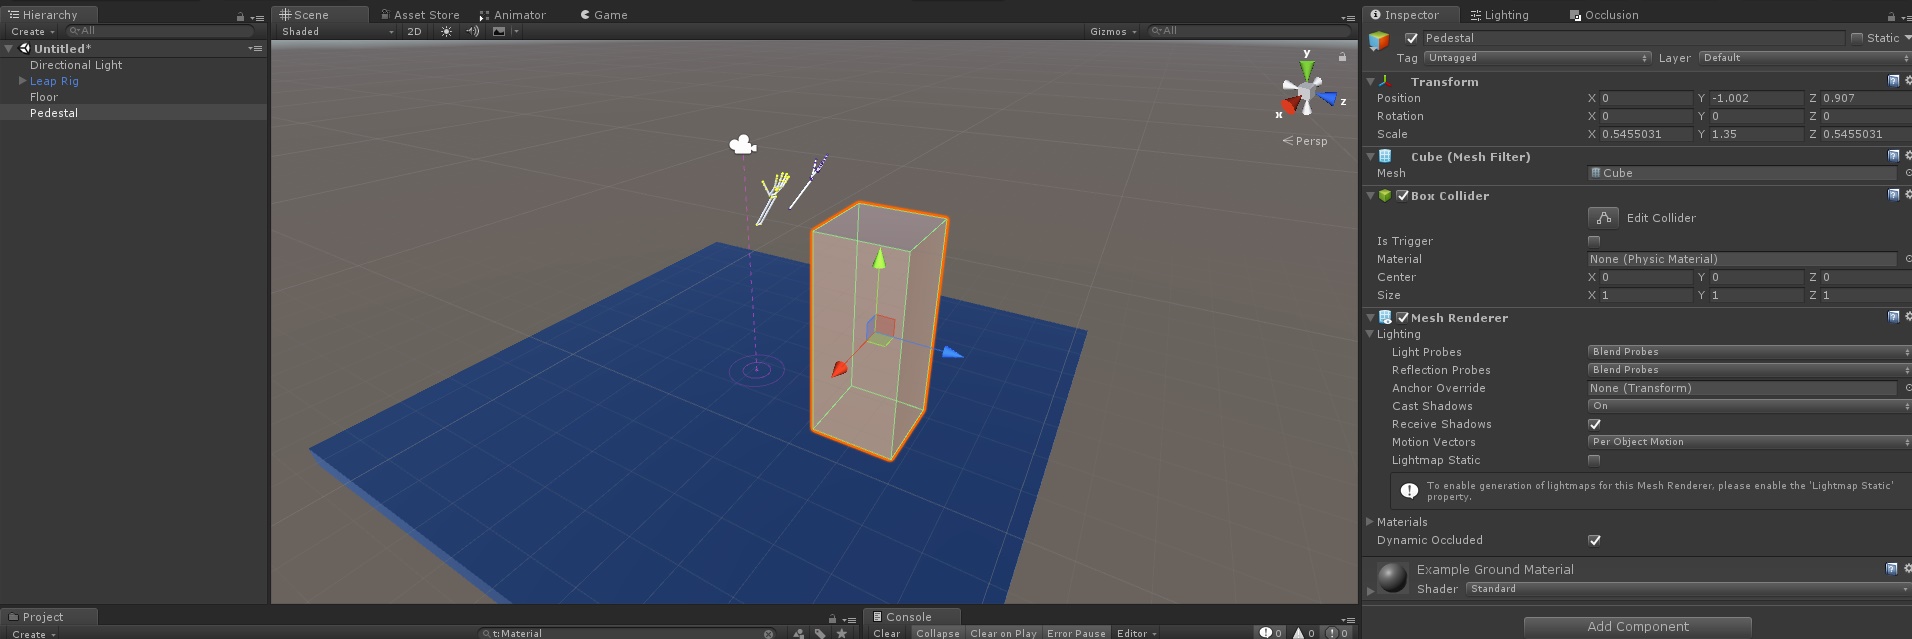 Hierarchy
Create All
Untitled*
Directional Light
Leap Rig
Floor
Pedestal
Scene Asset Store Animator Game
Shaded 2D Gizmos All
y
z
x
Persp
Inspector Lighting Occlusion
Pedestal Static
Tag Untagged Layer Default
Transform
Position X 0 Y -1.002 Z 0.907
Rotation X 0 Y 0 Z 0
Scale X 0.5455031 Y 1.35 Z 0.5455031
Cube (Mesh Filter)
Mesh Cube
Box Collider
Edit Collider
Is Trigger
Material None (Physic Material)
Center X 0 Y 0 Z 0
Size X 1 Y 1 Z 1
Mesh Renderer
Lighting
Light Probes Blend Probes
Reflection Probes Blend Probes
Anchor Override None (Transform)
Cast Shadows On
Receive Shadows
Motion Vectors Per Object Motion
Lightmap Static
To enable generation of lightmaps for this Mesh Renderer, please enable the 'Lightmap Static'
property.
Materials
Dynamic Occluded
Example Ground Material
Shader Standard
Add Component
Project
Create t:Material
Console
Clear Collapse Clear on Play Error Pause Editor 0 0 0